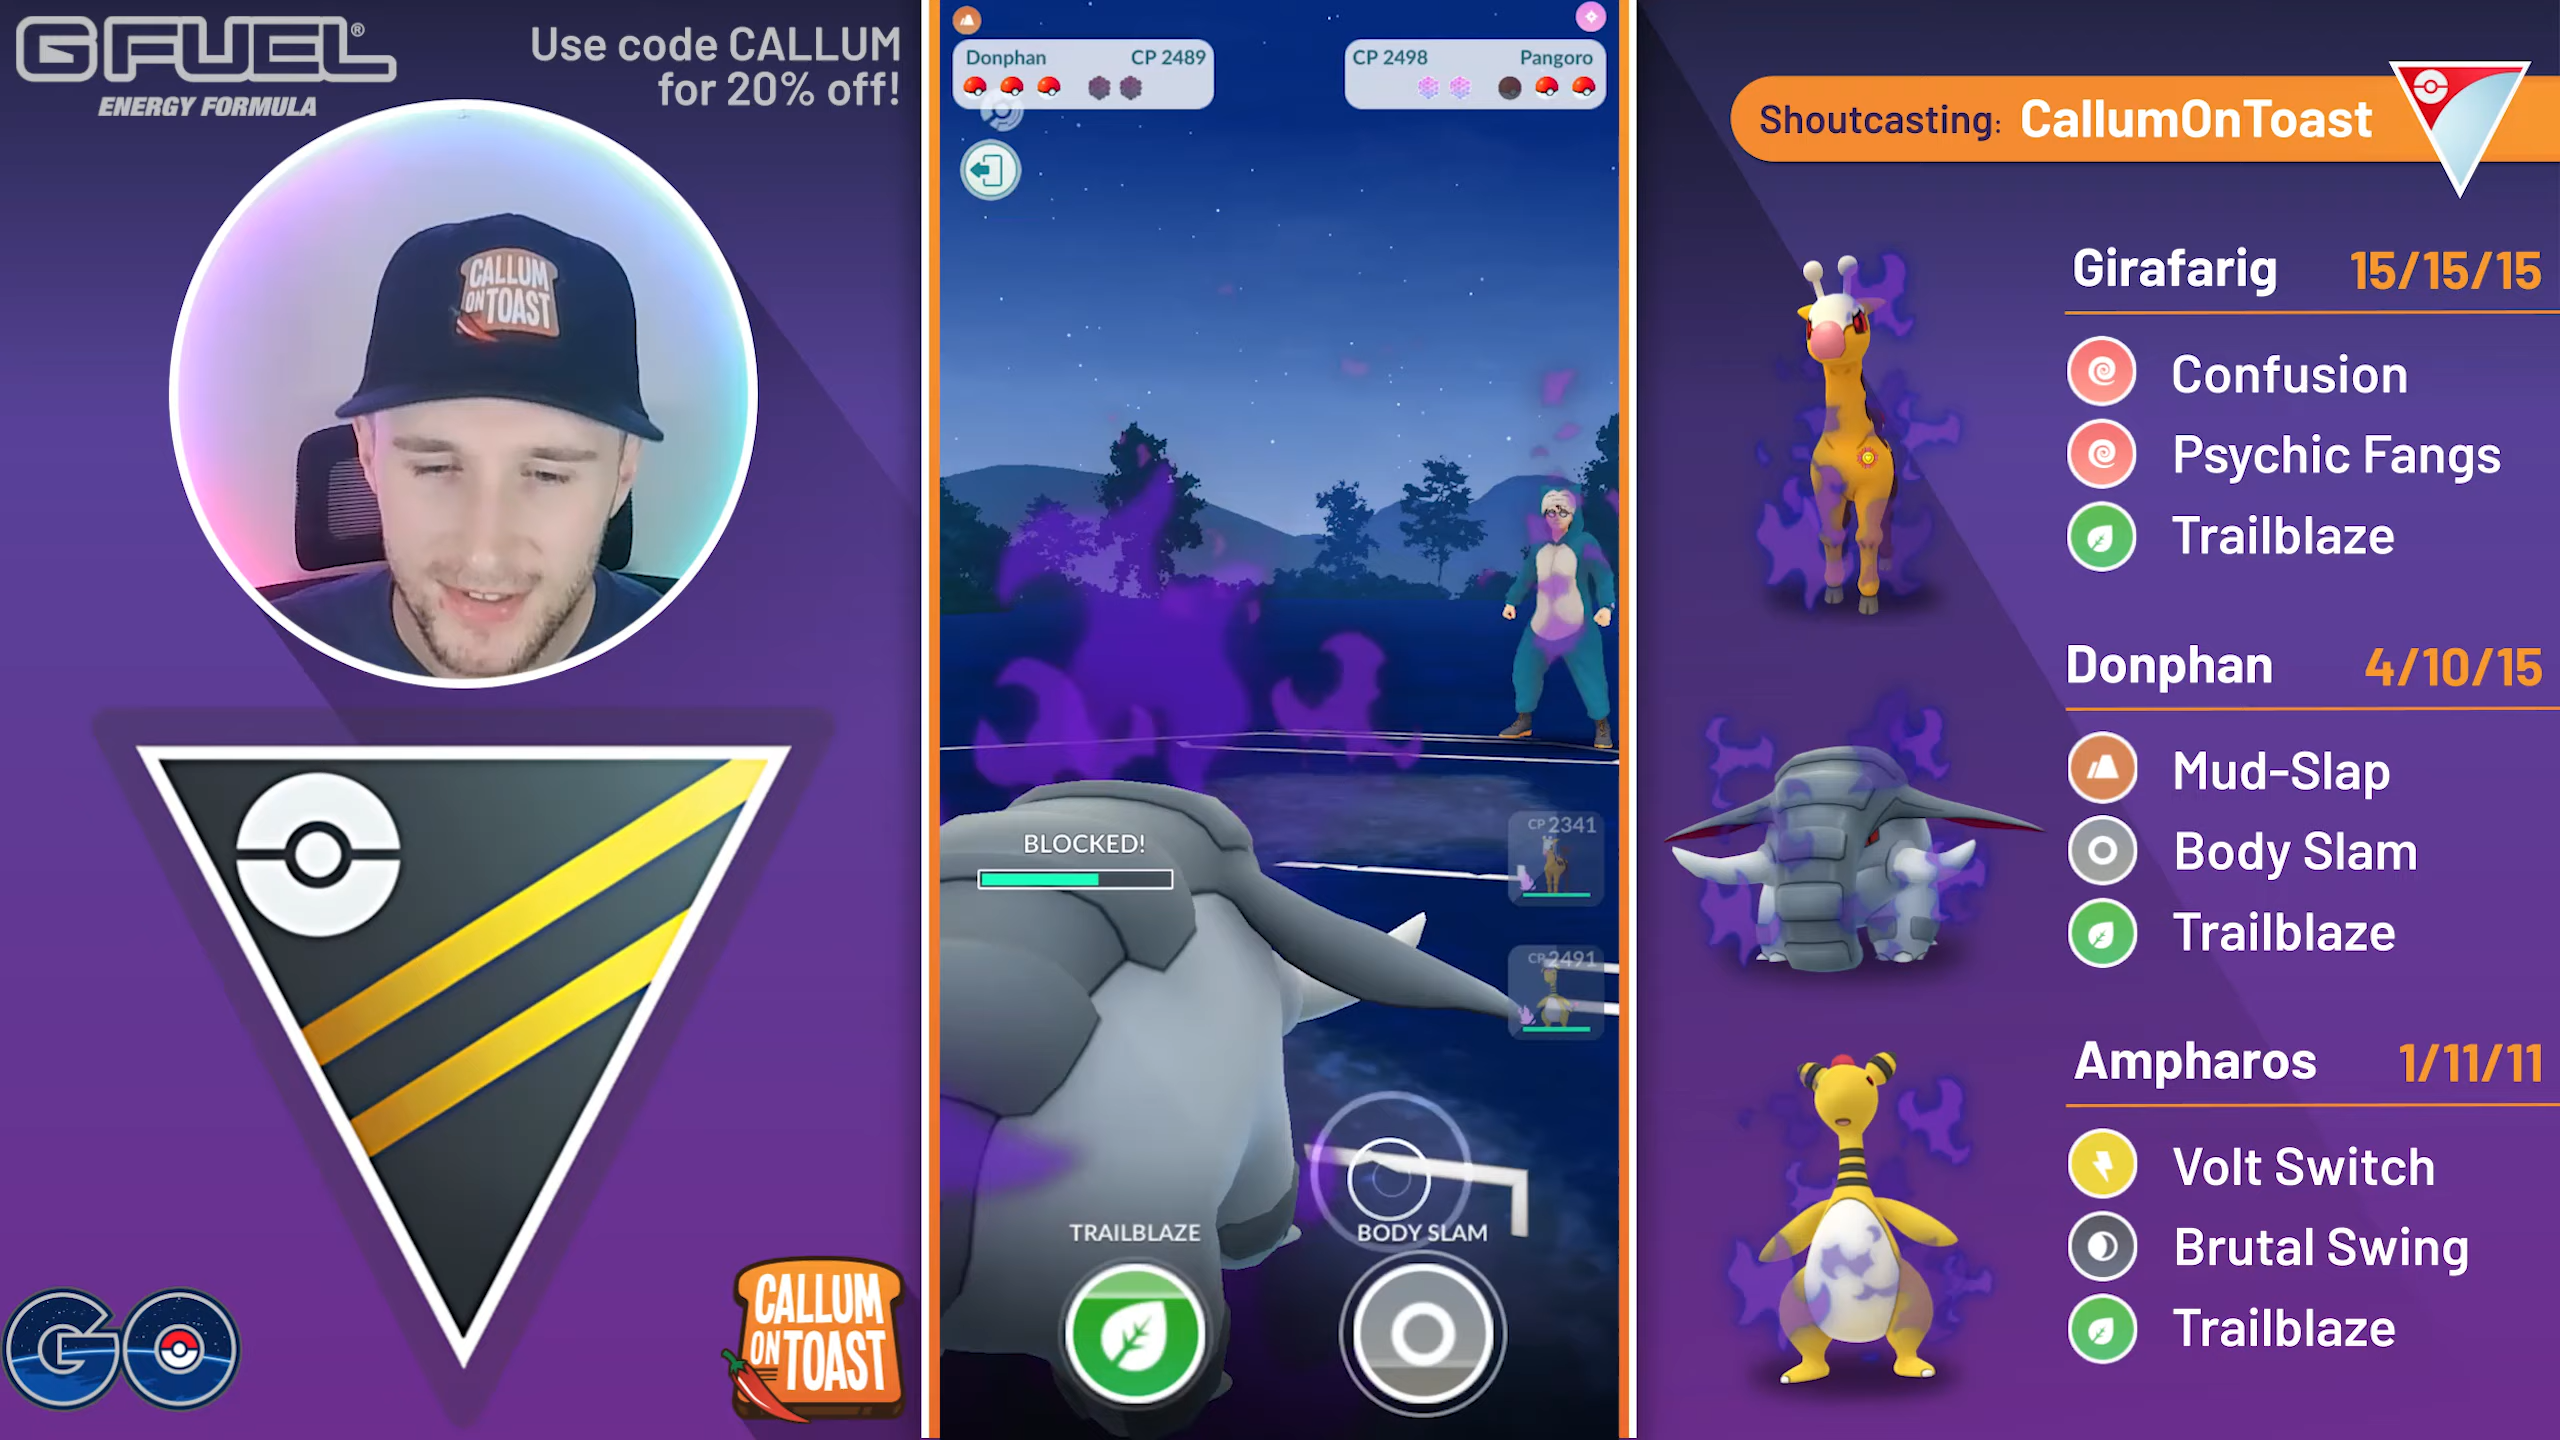 GFUEL®
ENERGY FORMULA
Use code CALLUM
for 20% off!
CALLUM
ON TOAST
GO
CALLUM
ON TOAST
Donphan CP 2489
CP 2498 Pangoro
BLOCKED!
CP 2341
CP 2491
TRAILBLAZE
BODY SLAM
Shoutcasting: CallumOnToast
Girafarig 15/15/15
Confusion
Psychic Fangs
Trailblaze
Donphan 4/10/15
Mud-Slap
Body Slam
Trailblaze
Ampharos 1/11/11
Volt Switch
Brutal Swing
Trailblaze